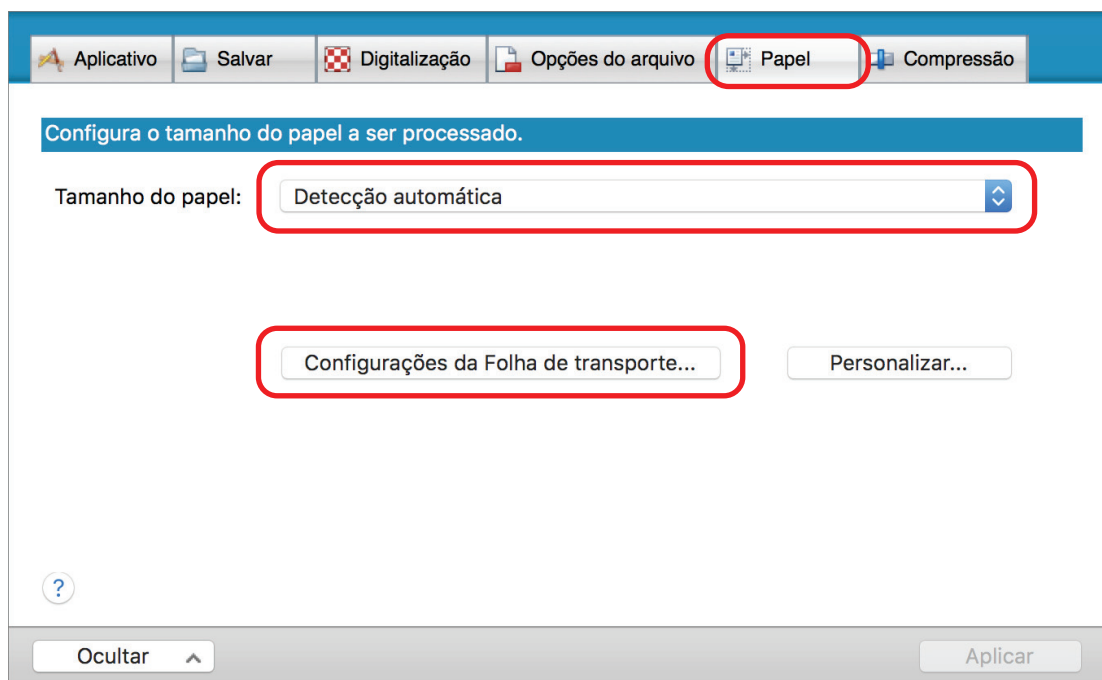 Aplicativo Salvar Digitalização Opções do arquivo Papel Compressão
Configura o tamanho do papel a ser processado.
Tamanho do papel: Detecção automática
Configurações da Folha de transporte... Personalizar...
?
Ocultar Aplicar